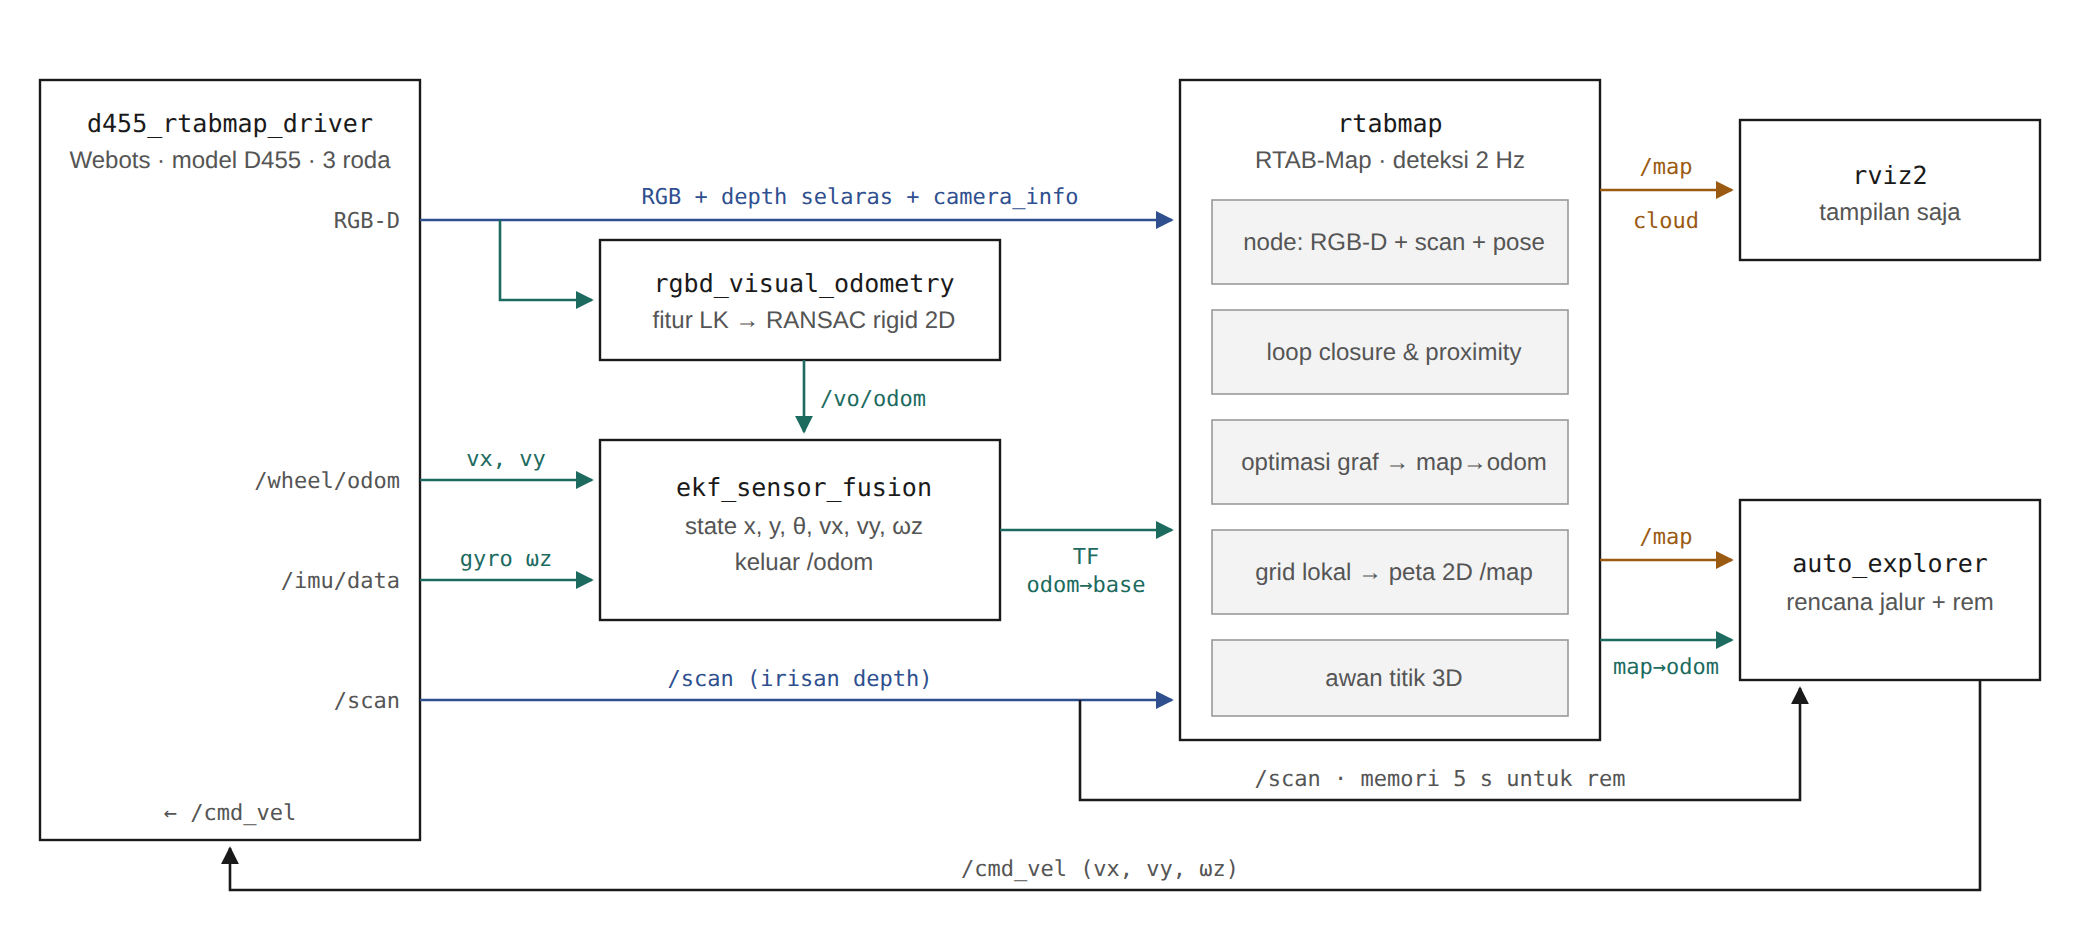 d455_rtabmap_driver
Webots · model D455 · 3 roda
RGB-D
/wheel/odom
/imu/data
/scan
← /cmd_vel
RGB + depth selaras + camera_info
rgbd_visual_odometry
fitur LK → RANSAC rigid 2D
/vo/odom
vx, vy
gyro ωz
ekf_sensor_fusion
state x, y, θ, vx, vy, ωz
keluar /odom
TF
odom→base
/scan (irisan depth)
rtabmap
RTAB-Map · deteksi 2 Hz
node: RGB-D + scan + pose
loop closure & proximity
optimasi graf → map→odom
grid lokal → peta 2D /map
awan titik 3D
/map
cloud
rviz2
tampilan saja
/map
map→odom
auto_explorer
rencana jalur + rem
/scan · memori 5 s untuk rem
/cmd_vel (vx, vy, ωz)